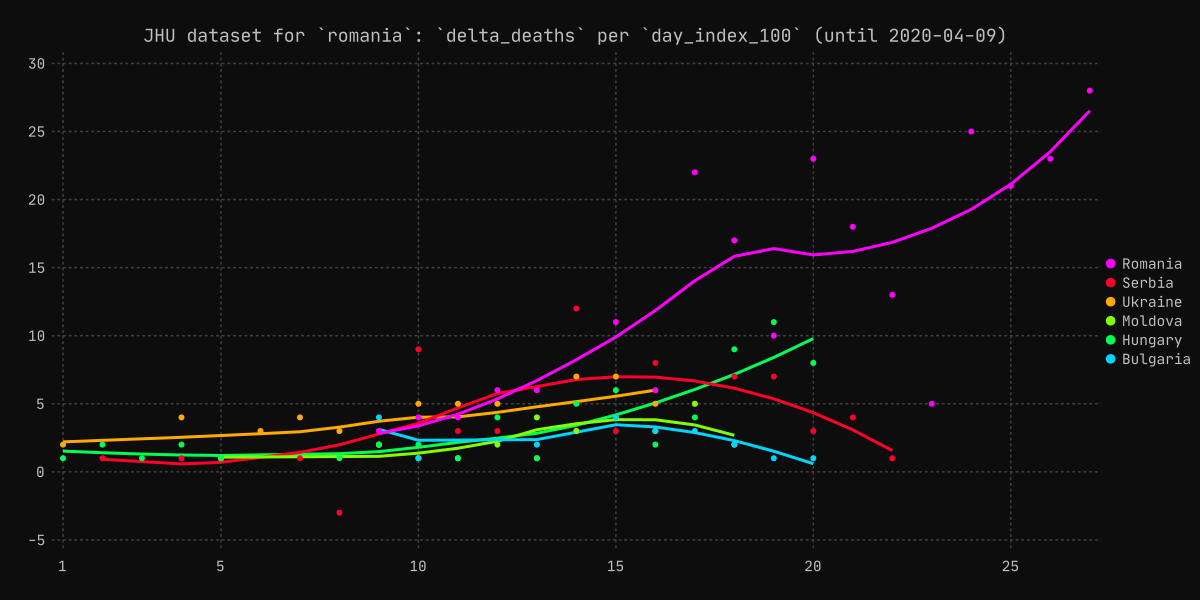 JHU dataset for `romania`: `delta_deaths` per `day_index_100` (until 2020-04-09)
30
25
20
15
10
5
0
-5
1 5 10 15 20 25
Romania
Serbia
Ukraine
Moldova
Hungary
Bulgaria